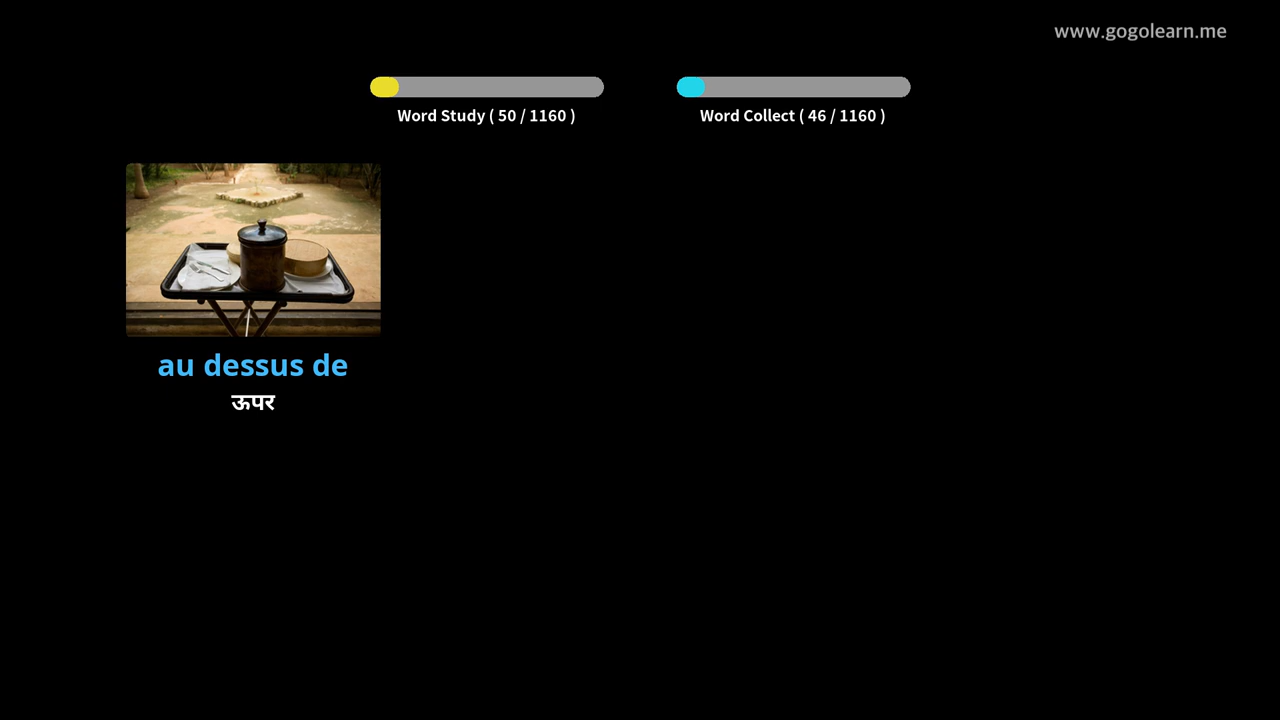 www.gogolearn.me
Word Study ( 50 / 1160 )
Word Collect ( 46 / 1160 )
au dessus de
ऊपर